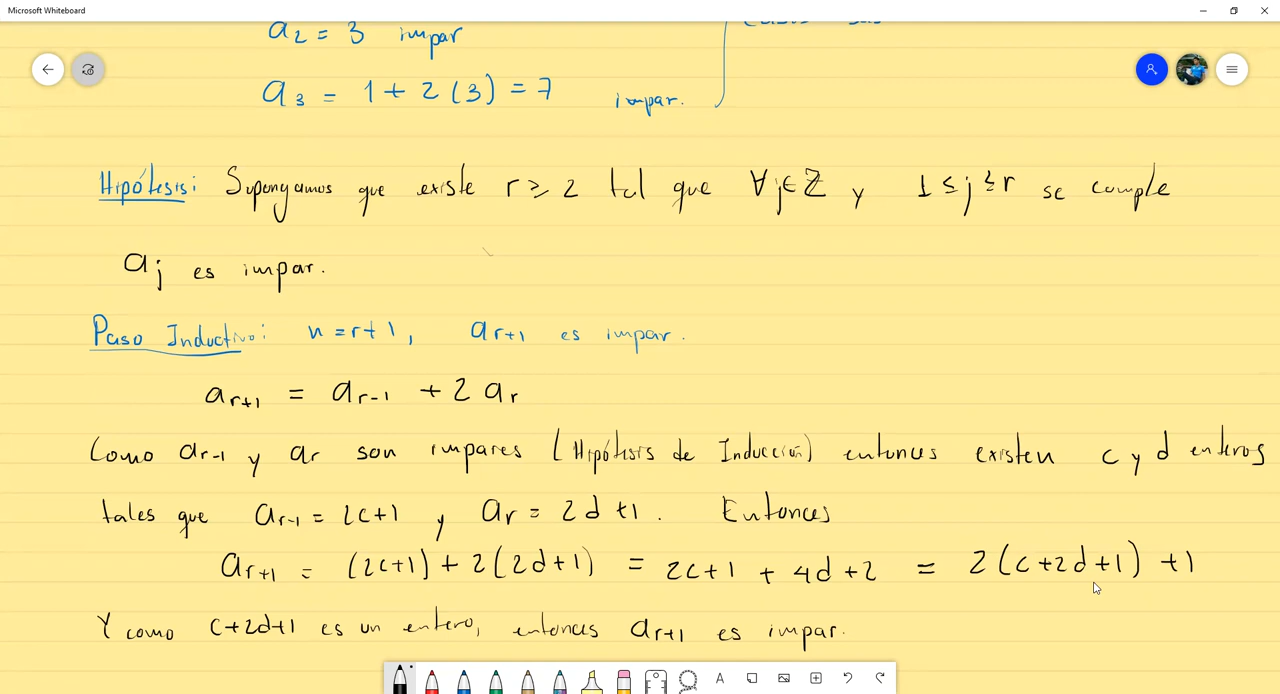 Microsoft Whiteboard
a₂ = 3 impar
a₃ = 1 + 2(3) = 7 impar.
Hipótesis: Supongamos que existe r ≥ 2 tal que ∀j∈ℤ y 1 ≤ j ≤ r se cumple
aⱼ es impar.
Paso Inductivo: n = r+1, aᵣ₊₁ es impar.
aᵣ₊₁ = aᵣ₋₁ + 2 aᵣ
Como aᵣ₋₁ y aᵣ son impares (Hipótesis de Inducción) entonces existen c y d enteros
tales que aᵣ₋₁ = 2c+1 y aᵣ = 2d+1. Entonces
aᵣ₊₁ = (2c+1) + 2(2d+1) = 2c+1 + 4d+2 = 2(c+2d+1) +1
Y como c+2d+1 es un entero, entonces aᵣ₊₁ es impar.